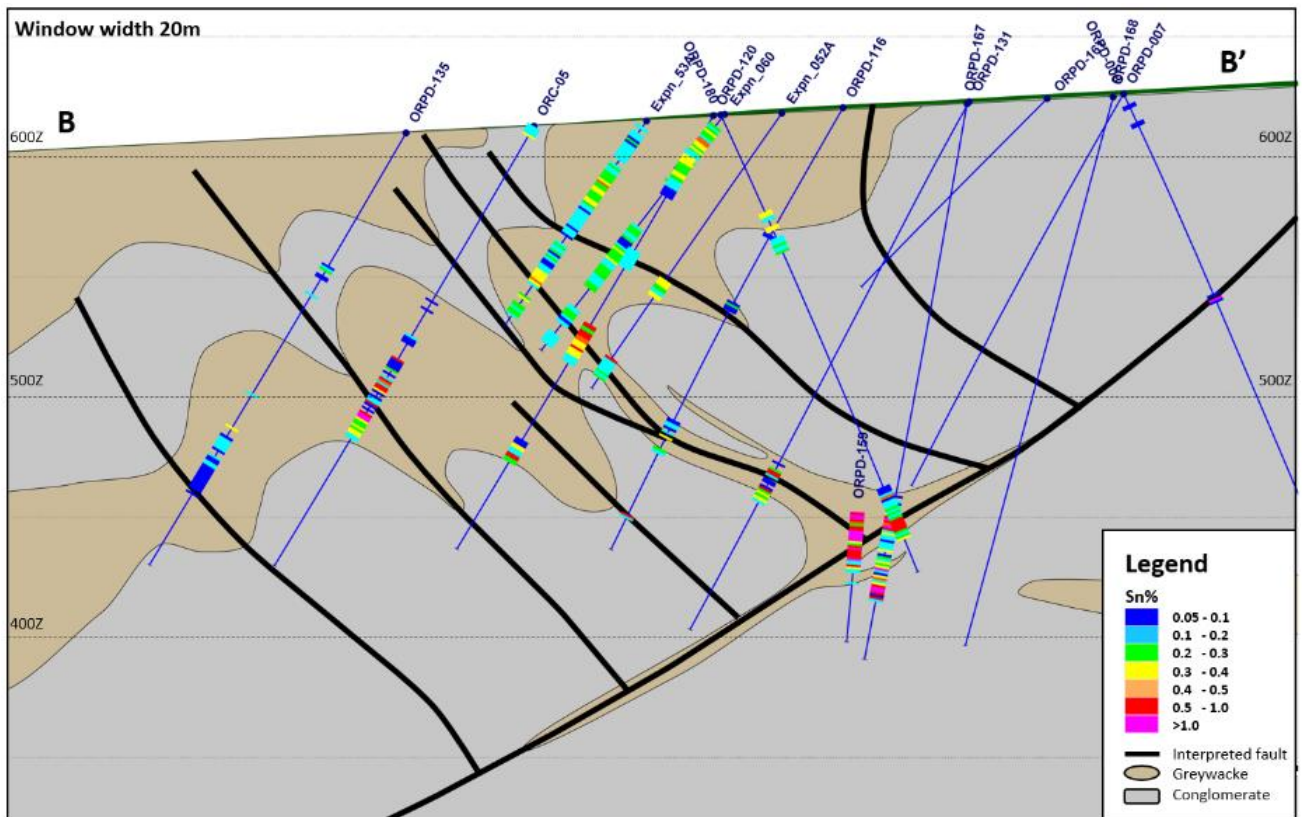 Window width 20m
B
B’
ORPD-135
ORC-05
Expn_53A
ORPD-180
ORPD-120
Expn_060
Expn_052A
ORPD-116
ORPD-167
ORPD-131
ORPD-168
ORPD-007
600Z
600Z
500Z
500Z
ORPD-159
400Z
Legend
Sn%
0.05 - 0.1
0.1 - 0.2
0.2 - 0.3
0.3 - 0.4
0.4 - 0.5
0.5 - 1.0
>1.0
Interpreted fault
Greywacke
Conglomerate